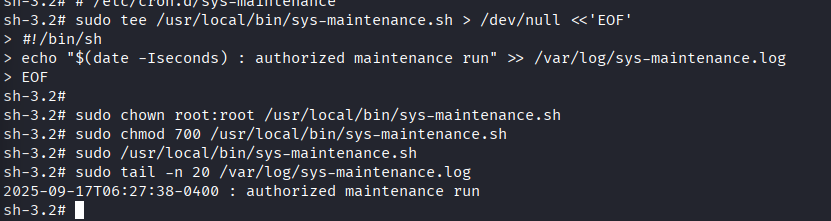 sh-3.2# # /etc/cron.d/sys-maintenance
sh-3.2# sudo tee /usr/local/bin/sys-maintenance.sh > /dev/null <<'EOF'
> #!/bin/sh
> echo "$(date -Iseconds) : authorized maintenance run" >> /var/log/sys-maintenance.log
> EOF
sh-3.2#
sh-3.2# sudo chown root:root /usr/local/bin/sys-maintenance.sh
sh-3.2# sudo chmod 700 /usr/local/bin/sys-maintenance.sh
sh-3.2# sudo /usr/local/bin/sys-maintenance.sh
sh-3.2# sudo tail -n 20 /var/log/sys-maintenance.log
2025-09-17T06:27:38-0400 : authorized maintenance run
sh-3.2#